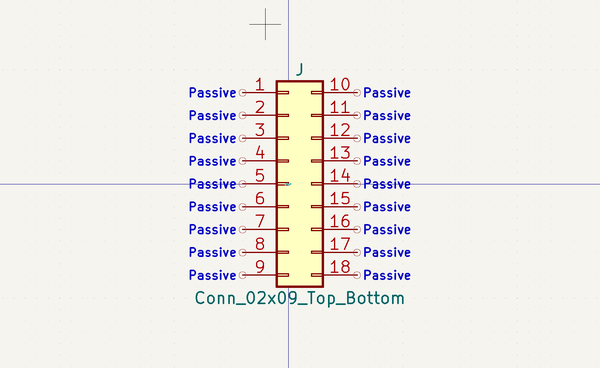 J
Passive 1 10 Passive
Passive 2 11 Passive
Passive 3 12 Passive
Passive 4 13 Passive
Passive 5 14 Passive
Passive 6 15 Passive
Passive 7 16 Passive
Passive 8 17 Passive
Passive 9 18 Passive
Conn_02x09_Top_Bottom